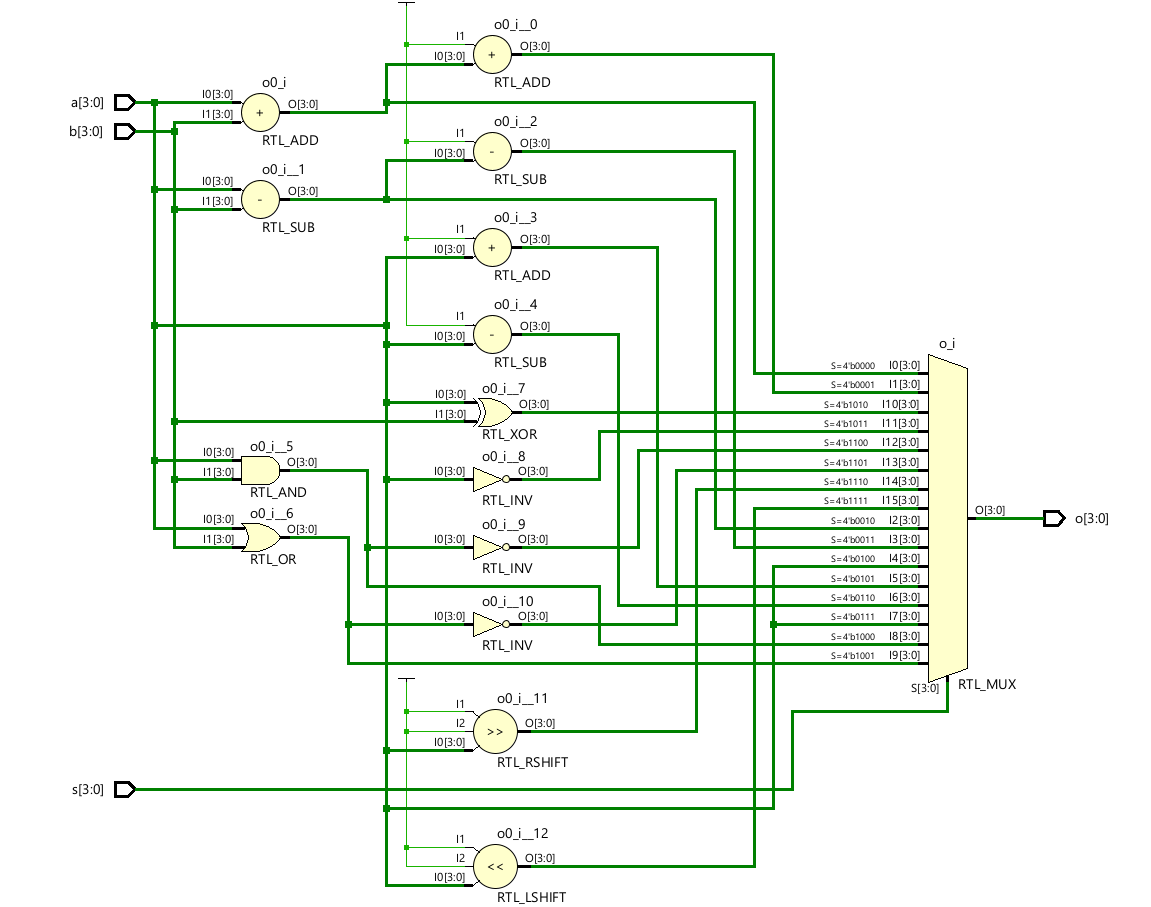 o0_i__0
I1
O[3:0]
I0[3:0]
+
RTL_ADD
o0_i
a[3:0]
I0[3:0]
O[3:0]
I1[3:0]
+
b[3:0]
RTL_ADD
o0_i__2
I1
O[3:0]
I0[3:0]
-
RTL_SUB
o0_i__1
I0[3:0]
O[3:0]
I1[3:0]
-
RTL_SUB
o0_i__3
I1
O[3:0]
I0[3:0]
+
RTL_ADD
o0_i__4
I1
O[3:0]
I0[3:0]
-
RTL_SUB
o0_i__7
I0[3:0]
O[3:0]
I1[3:0]
RTL_XOR
o0_i__5
I0[3:0]
O[3:0]
I1[3:0]
RTL_AND
o0_i__8
I0[3:0]
O[3:0]
RTL_INV
o0_i__6
I0[3:0]
O[3:0]
I1[3:0]
RTL_OR
o0_i__9
I0[3:0]
O[3:0]
RTL_INV
o0_i__10
I0[3:0]
O[3:0]
RTL_INV
o0_i__11
I1
I2
O[3:0]
I0[3:0]
>>
RTL_RSHIFT
s[3:0]
o0_i__12
I1
I2
O[3:0]
I0[3:0]
<<
RTL_LSHIFT
o_i
S=4'b0000 I0[3:0]
S=4'b0001 I1[3:0]
S=4'b1010 I10[3:0]
S=4'b1011 I11[3:0]
S=4'b1100 I12[3:0]
S=4'b1101 I13[3:0]
S=4'b1110 I14[3:0]
S=4'b1111 I15[3:0]
S=4'b0010 I2[3:0]
S=4'b0011 I3[3:0]
S=4'b0100 I4[3:0]
S=4'b0101 I5[3:0]
S=4'b0110 I6[3:0]
S=4'b0111 I7[3:0]
S=4'b1000 I8[3:0]
S=4'b1001 I9[3:0]
O[3:0]
o[3:0]
S[3:0]
RTL_MUX